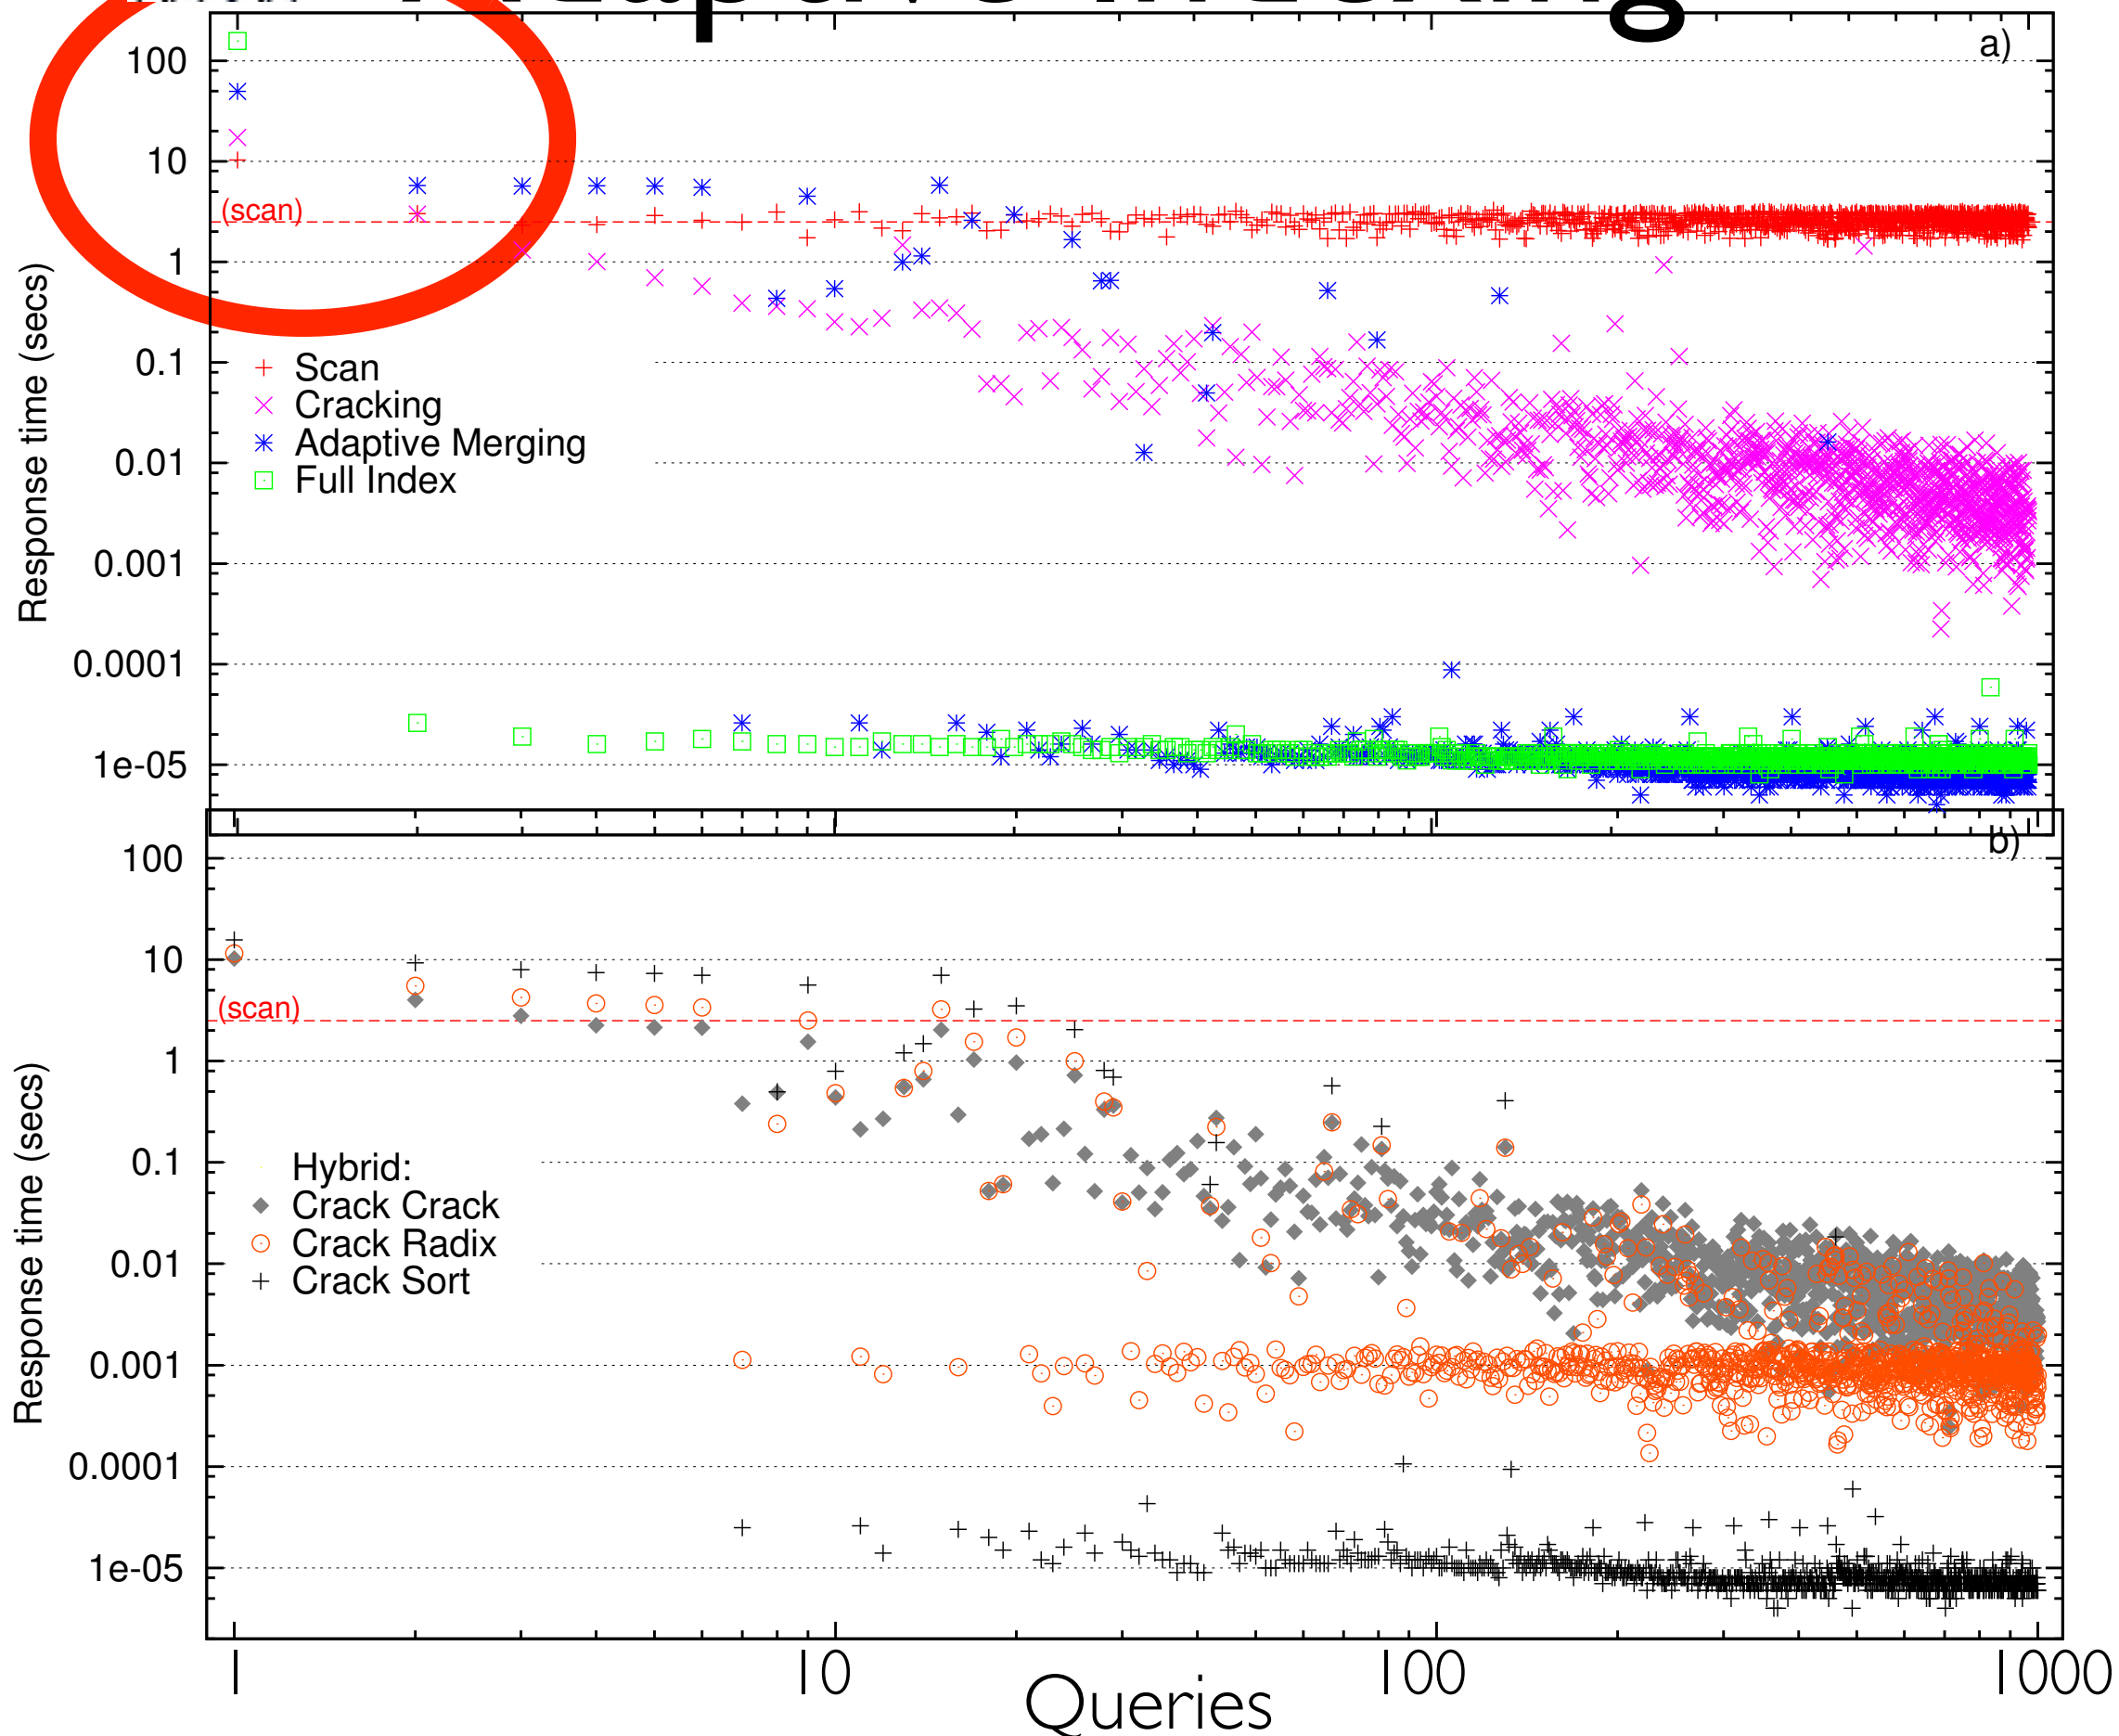 a)
100
10
(scan)
1
0.1
0.01
0.001
0.0001
1e-05
Response time (secs)
Scan
Cracking
Adaptive Merging
Full Index
b)
100
10
(scan)
1
0.1
0.01
0.001
0.0001
1e-05
Response time (secs)
Hybrid:
Crack Crack
Crack Radix
Crack Sort
1 10 100 1000
Queries